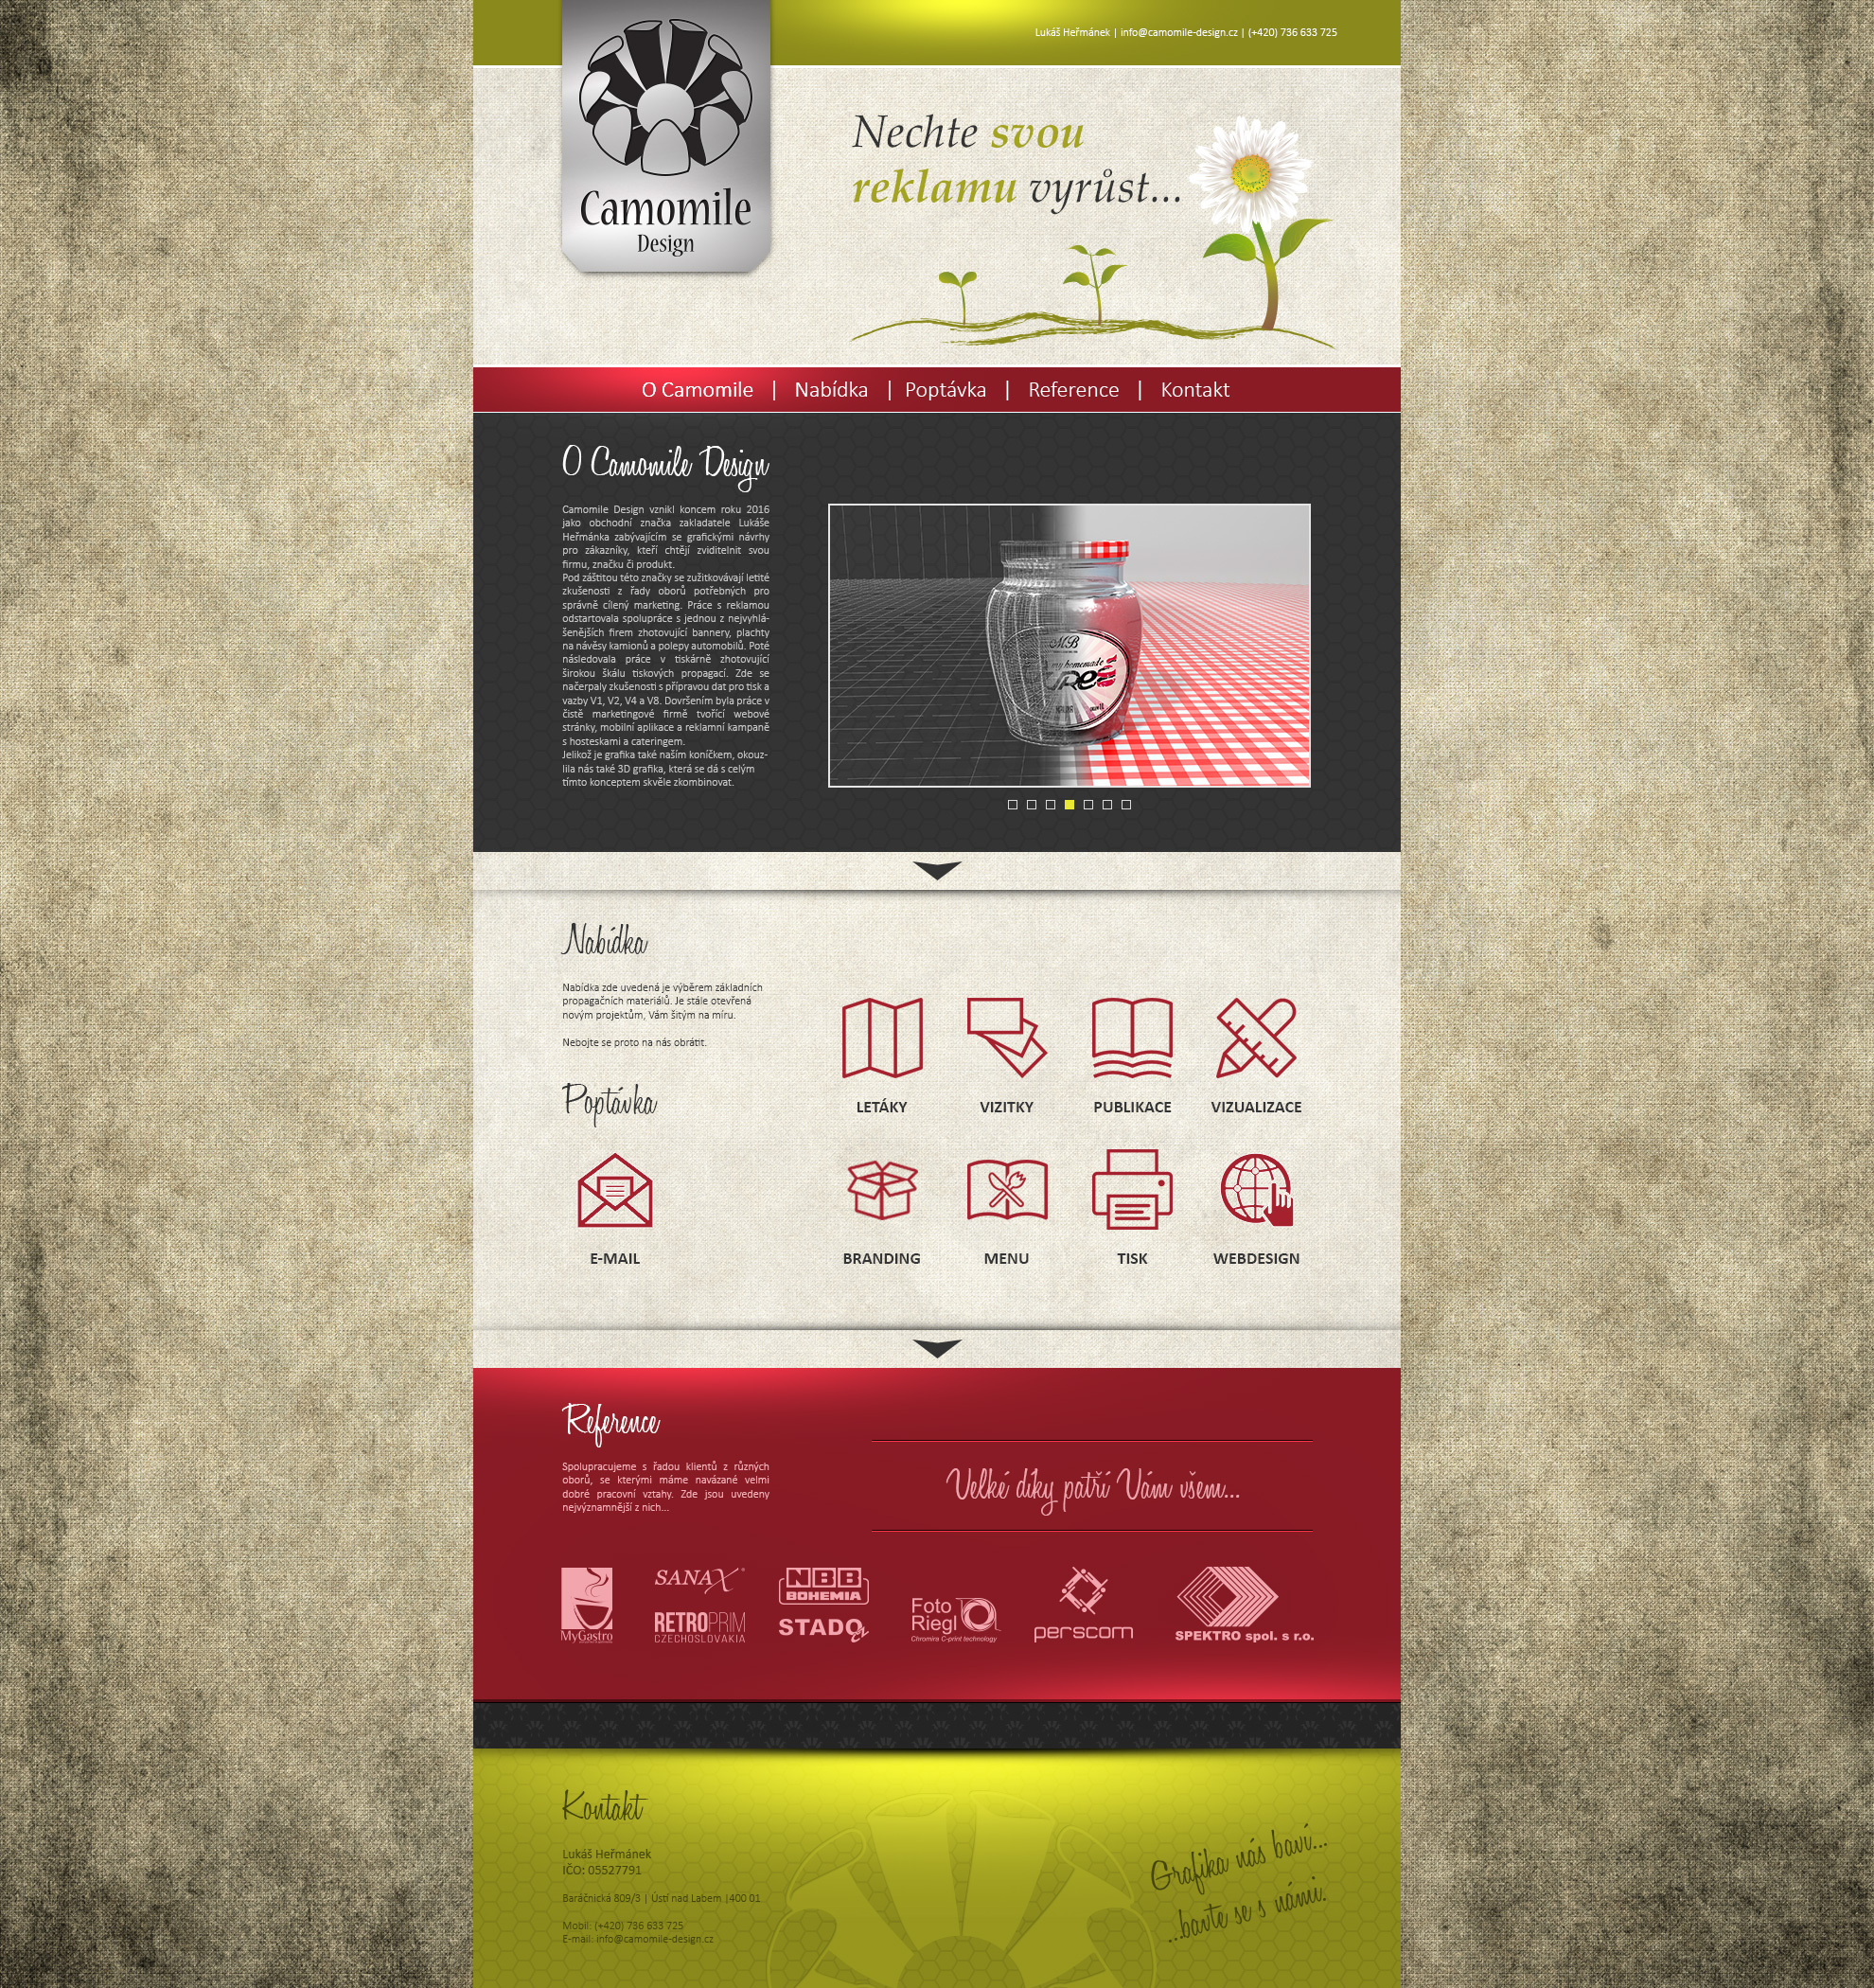 Lukáš Heřmánek | info@camomile-design.cz | (+420) 736 633 725
Camomile
Design
Nechte svou
reklamu vyrůst...
O Camomile | Nabídka | Poptávka | Reference | Kontakt
O Camomile Design
Camomile Design vznikl koncem roku 2016
jako obchodní značka zakladatele Lukáše
Heřmánka zabývajícím se grafickými návrhy
pro zákazníky, kteří chtějí zviditelnit svou
firmu, značku či produkt.
Pod záštitou této značky se zužitkovávají letité
zkušenosti z řady oborů potřebných pro
správně cílený marketing. Práce s reklamou
odstartovala spolupráce s jednou z nejvyhlá-
šenějších firem zhotovující bannery, plachty
na návěsy kamionů a polepy automobilů. Poté
následovala práce v tiskárně zhotovující
širokou škálu tiskových propagací. Zde se
načerpaly zkušenosti s přípravou dat pro tisk a
vazby V1, V2, V4 a V8. Dovršením byla práce v
čistě marketingové firmě tvořící webové
stránky, mobilní aplikace a reklamní kampaně
s hosteskami a cateringem.
Jelikož je grafika také naším koníčkem, okouz-
lila nás také 3D grafika, která se dá s celým
tímto konceptem skvěle zkombinovat.
MB
my homemade
Nabídka
Nabídka zde uvedená je výběrem základních
propagačních materiálů. Je stále otevřená
novým projektům, Vám šitým na míru.
Nebojte se proto na nás obrátit.
LETÁKY VIZITKY PUBLIKACE VIZUALIZACE
Poptávka
E-MAIL BRANDING MENU TISK WEBDESIGN
Reference
Spolupracujeme s řadou klientů z různých
oborů, se kterými máme navázané velmi
dobré pracovní vztahy. Zde jsou uvedeny
nejvýznamnější z nich...
Velké díky patří Vám všem...
MyGastro
SANAX®
RETROPRIM
CZECHOSLOVAKIA
NBB
BOHEMIA
STADO CZ
Foto
Riegl
Chromira C-print technology
perscom
SPEKTRO spol. s r.o.
Kontakt
Lukáš Heřmánek
IČO: 05527791
Baráčnická 809/3 | Ústí nad Labem |400 01
Mobil: (+420) 736 633 725
E-mail: info@camomile-design.cz
Grafika nás baví...
...bavte se s námi.